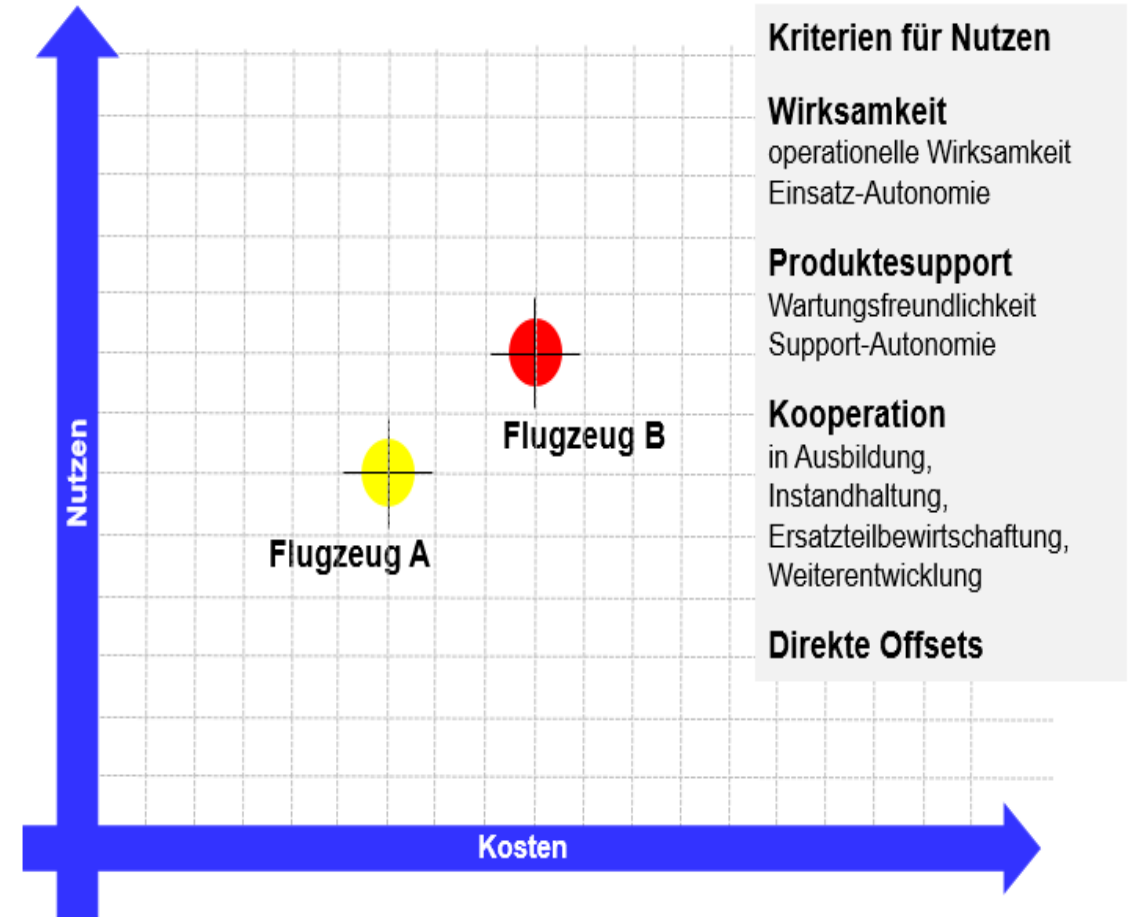 Kriterien für Nutzen
Wirksamkeit
operationelle Wirksamkeit
Einsatz-Autonomie
Produktesupport
Wartungsfreundlichkeit
Support-Autonomie
Kooperation
in Ausbildung,
Instandhaltung,
Ersatzteilbewirtschaftung,
Weiterentwicklung
Direkte Offsets
Nutzen
Flugzeug B
Flugzeug A
Kosten